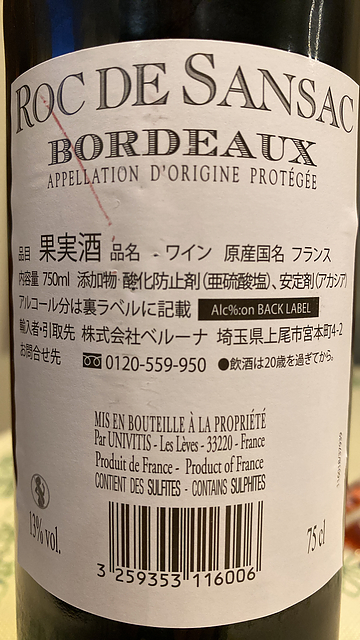 ROC DE SANSAC
BORDEAUX
APPELLATION D'ORIGINE PROTÉGÉE
品目 果実酒 品名 - ワイン 原産国名 フランス
内容量 750ml 添加物 酸化防止剤(亜硫酸塩)、安定剤(アカシア)
アルコール分は裏ラベルに記載 Alc%:on BACK LABEL
輸入者・引取先 株式会社ベルーナ 埼玉県上尾市宮本町4-2
お問合せ先 0120-559-950 ●飲酒は20歳を過ぎてから。
MIS EN BOUTEILLE À LA PROPRIÉTÉ
Par UNIVITIS - Les Lèves - 33220 - France
Produit de France - Product of France
CONTIENT DES SULFITES - CONTAINS SULPHITES
13% vol.
75 cl
3 259353 116006